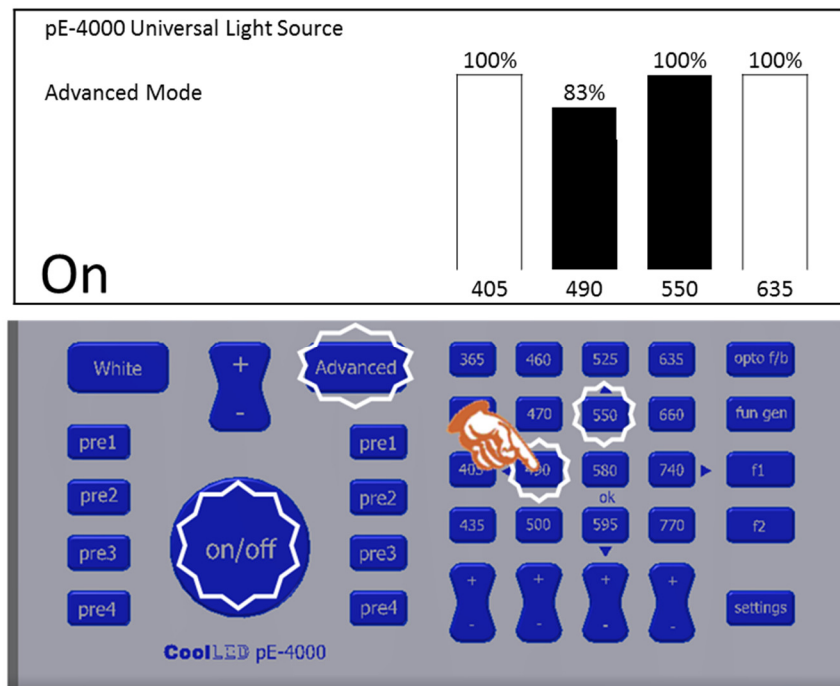 pE-4000 Universal Light Source
100% 100% 100%
Advanced Mode 83%
On
405 490 550 635
White + Advanced 365 460 525 635 opto f/b
-
470 550 660 fun gen
pre1 pre1
405 490 580 740 f1
pre2 pre2 ok
on/off 435 500 595 770 f2
pre3 pre3
+ + + +
pre4 pre4 settings
- - - -
CoolLED pE-4000